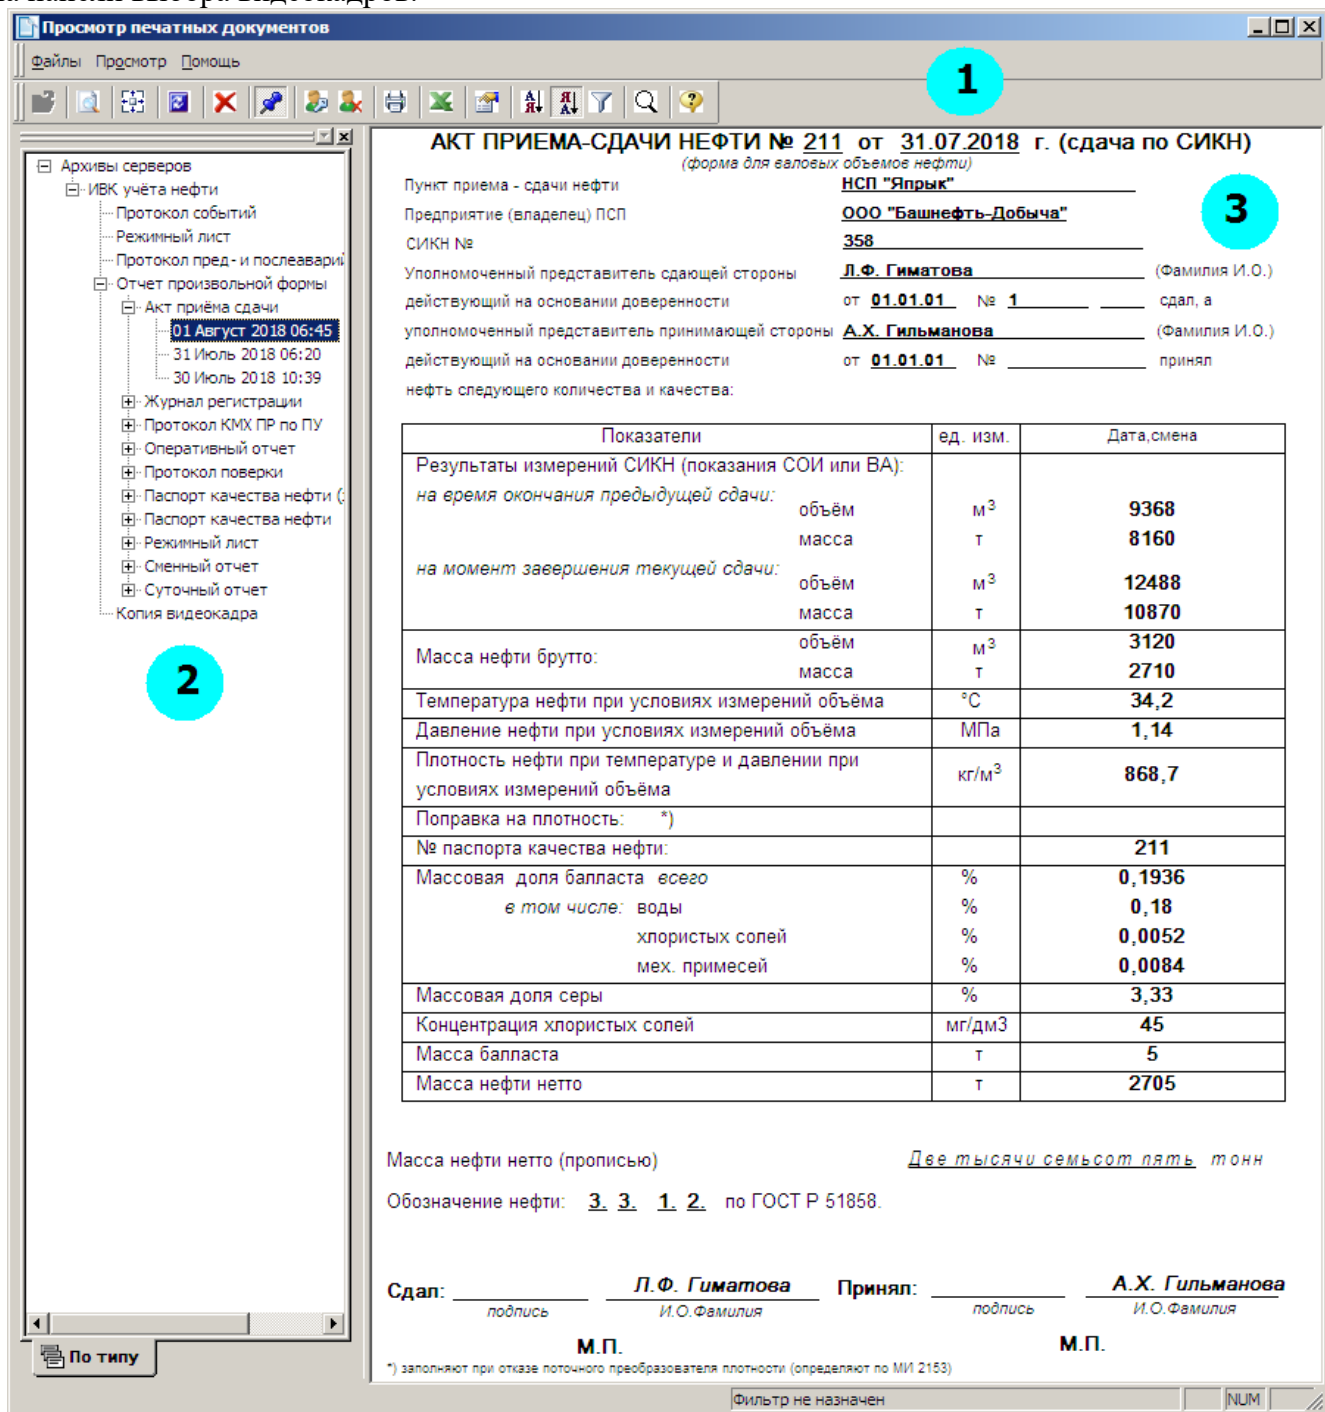 на панели выбора видеокадров.
Просмотр печатных документов
Файлы Просмотр Помощь
1
Архивы серверов
ИВК учёта нефти
Протокол событий
Режимный лист
Протокол пред- и послеаварий
Отчет произвольной формы
Акт приёма сдачи
01 Август 2018 06:45
31 Июль 2018 06:20
30 Июль 2018 10:39
Журнал регистрации
Протокол КМХ ПР по ПУ
Оперативный отчет
Протокол поверки
Паспорт качества нефти (
Паспорт качества нефти
Режимный лист
Сменный отчет
Суточный отчет
Копия видеокадра
2
По типу
АКТ ПРИЕМА-СДАЧИ НЕФТИ № 211 от 31.07.2018 г. (сдача по СИКН)
(форма для валовых объемов нефти)
Пункт приема - сдачи нефти НСП "Япрык"
Предприятие (владелец) ПСП ООО "Башнефть-Добыча"
3
СИКН № 358
Уполномоченный представитель сдающей стороны Л.Ф. Гиматова (Фамилия И.О.)
действующий на основании доверенности от 01.01.01 № 1 сдал, а
уполномоченный представитель принимающей стороны А.Х. Гильманова (Фамилия И.О.)
действующий на основании доверенности от 01.01.01 № принял
нефть следующего количества и качества:
Показатели ед. изм. Дата,смена
Результаты измерений СИКН (показания СОИ или ВА):
на время окончания предыдущей сдачи:
объём м3 9368
масса т 8160
на момент завершения текущей сдачи:
объём м3 12488
масса т 10870
Масса нефти брутто:
объём м3 3120
масса т 2710
Температура нефти при условиях измерений объёма °С 34,2
Давление нефти при условиях измерений объёма МПа 1,14
Плотность нефти при температуре и давлении при
условиях измерений объёма кг/м3 868,7
Поправка на плотность: *)
№ паспорта качества нефти: 211
Массовая доля балласта всего % 0,1936
в том числе: воды % 0,18
хлористых солей % 0,0052
мех. примесей % 0,0084
Массовая доля серы % 3,33
Концентрация хлористых солей мг/дм3 45
Масса балласта т 5
Масса нефти нетто т 2705
Масса нефти нетто (прописью) Две тысячи семьсот пять тонн
Обозначение нефти: 3. 3. 1. 2. по ГОСТ Р 51858.
Сдал: Л.Ф. Гиматова Принял: А.Х. Гильманова
подпись И.О.Фамилия подпись И.О.Фамилия
М.П. М.П.
*) заполняют при отказе поточного преобразователя плотности (определяют по МИ 2153)
Фильтр не назначен NUM